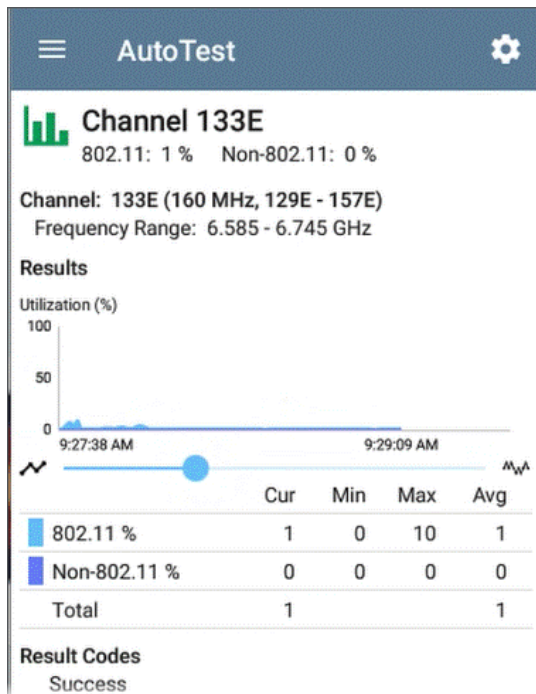 AutoTest
Channel 133E
802.11: 1 % Non-802.11: 0 %
Channel: 133E (160 MHz, 129E - 157E)
Frequency Range: 6.585 - 6.745 GHz
Results
Utilization (%)
100
50
0
9:27:38 AM 9:29:09 AM
Cur Min Max Avg
802.11 % 1 0 10 1
Non-802.11 % 0 0 0 0
Total 1 1
Result Codes
Success